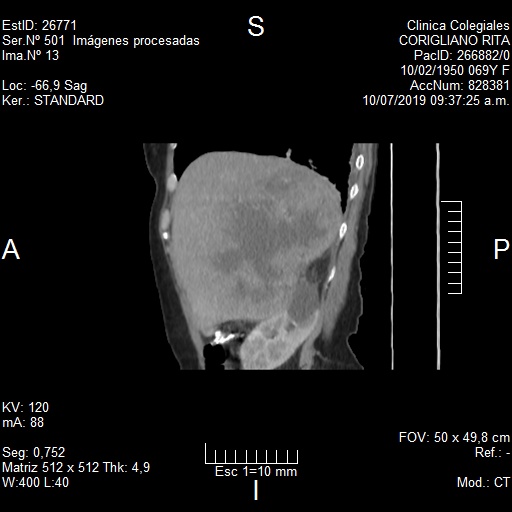 EstID: 26771
Ser.Nº 501  Imágenes procesadas
Ima.Nº 13
Loc: -66,9 Sag
Ker.: STANDARD
S
Clinica Colegiales
CORIGLIANO RITA
PacID: 266882/0
10/02/1950 069Y F
AccNum: 828381
10/07/2019 09:37:25 a.m.
A
P
KV: 120
mA: 88
Seg: 0,752
Matriz 512 x 512 Thk: 4,9
W:400 L:40
Esc 1=10 mm
I
FOV: 50 x 49,8 cm
Ref.: -
Mod.: CT